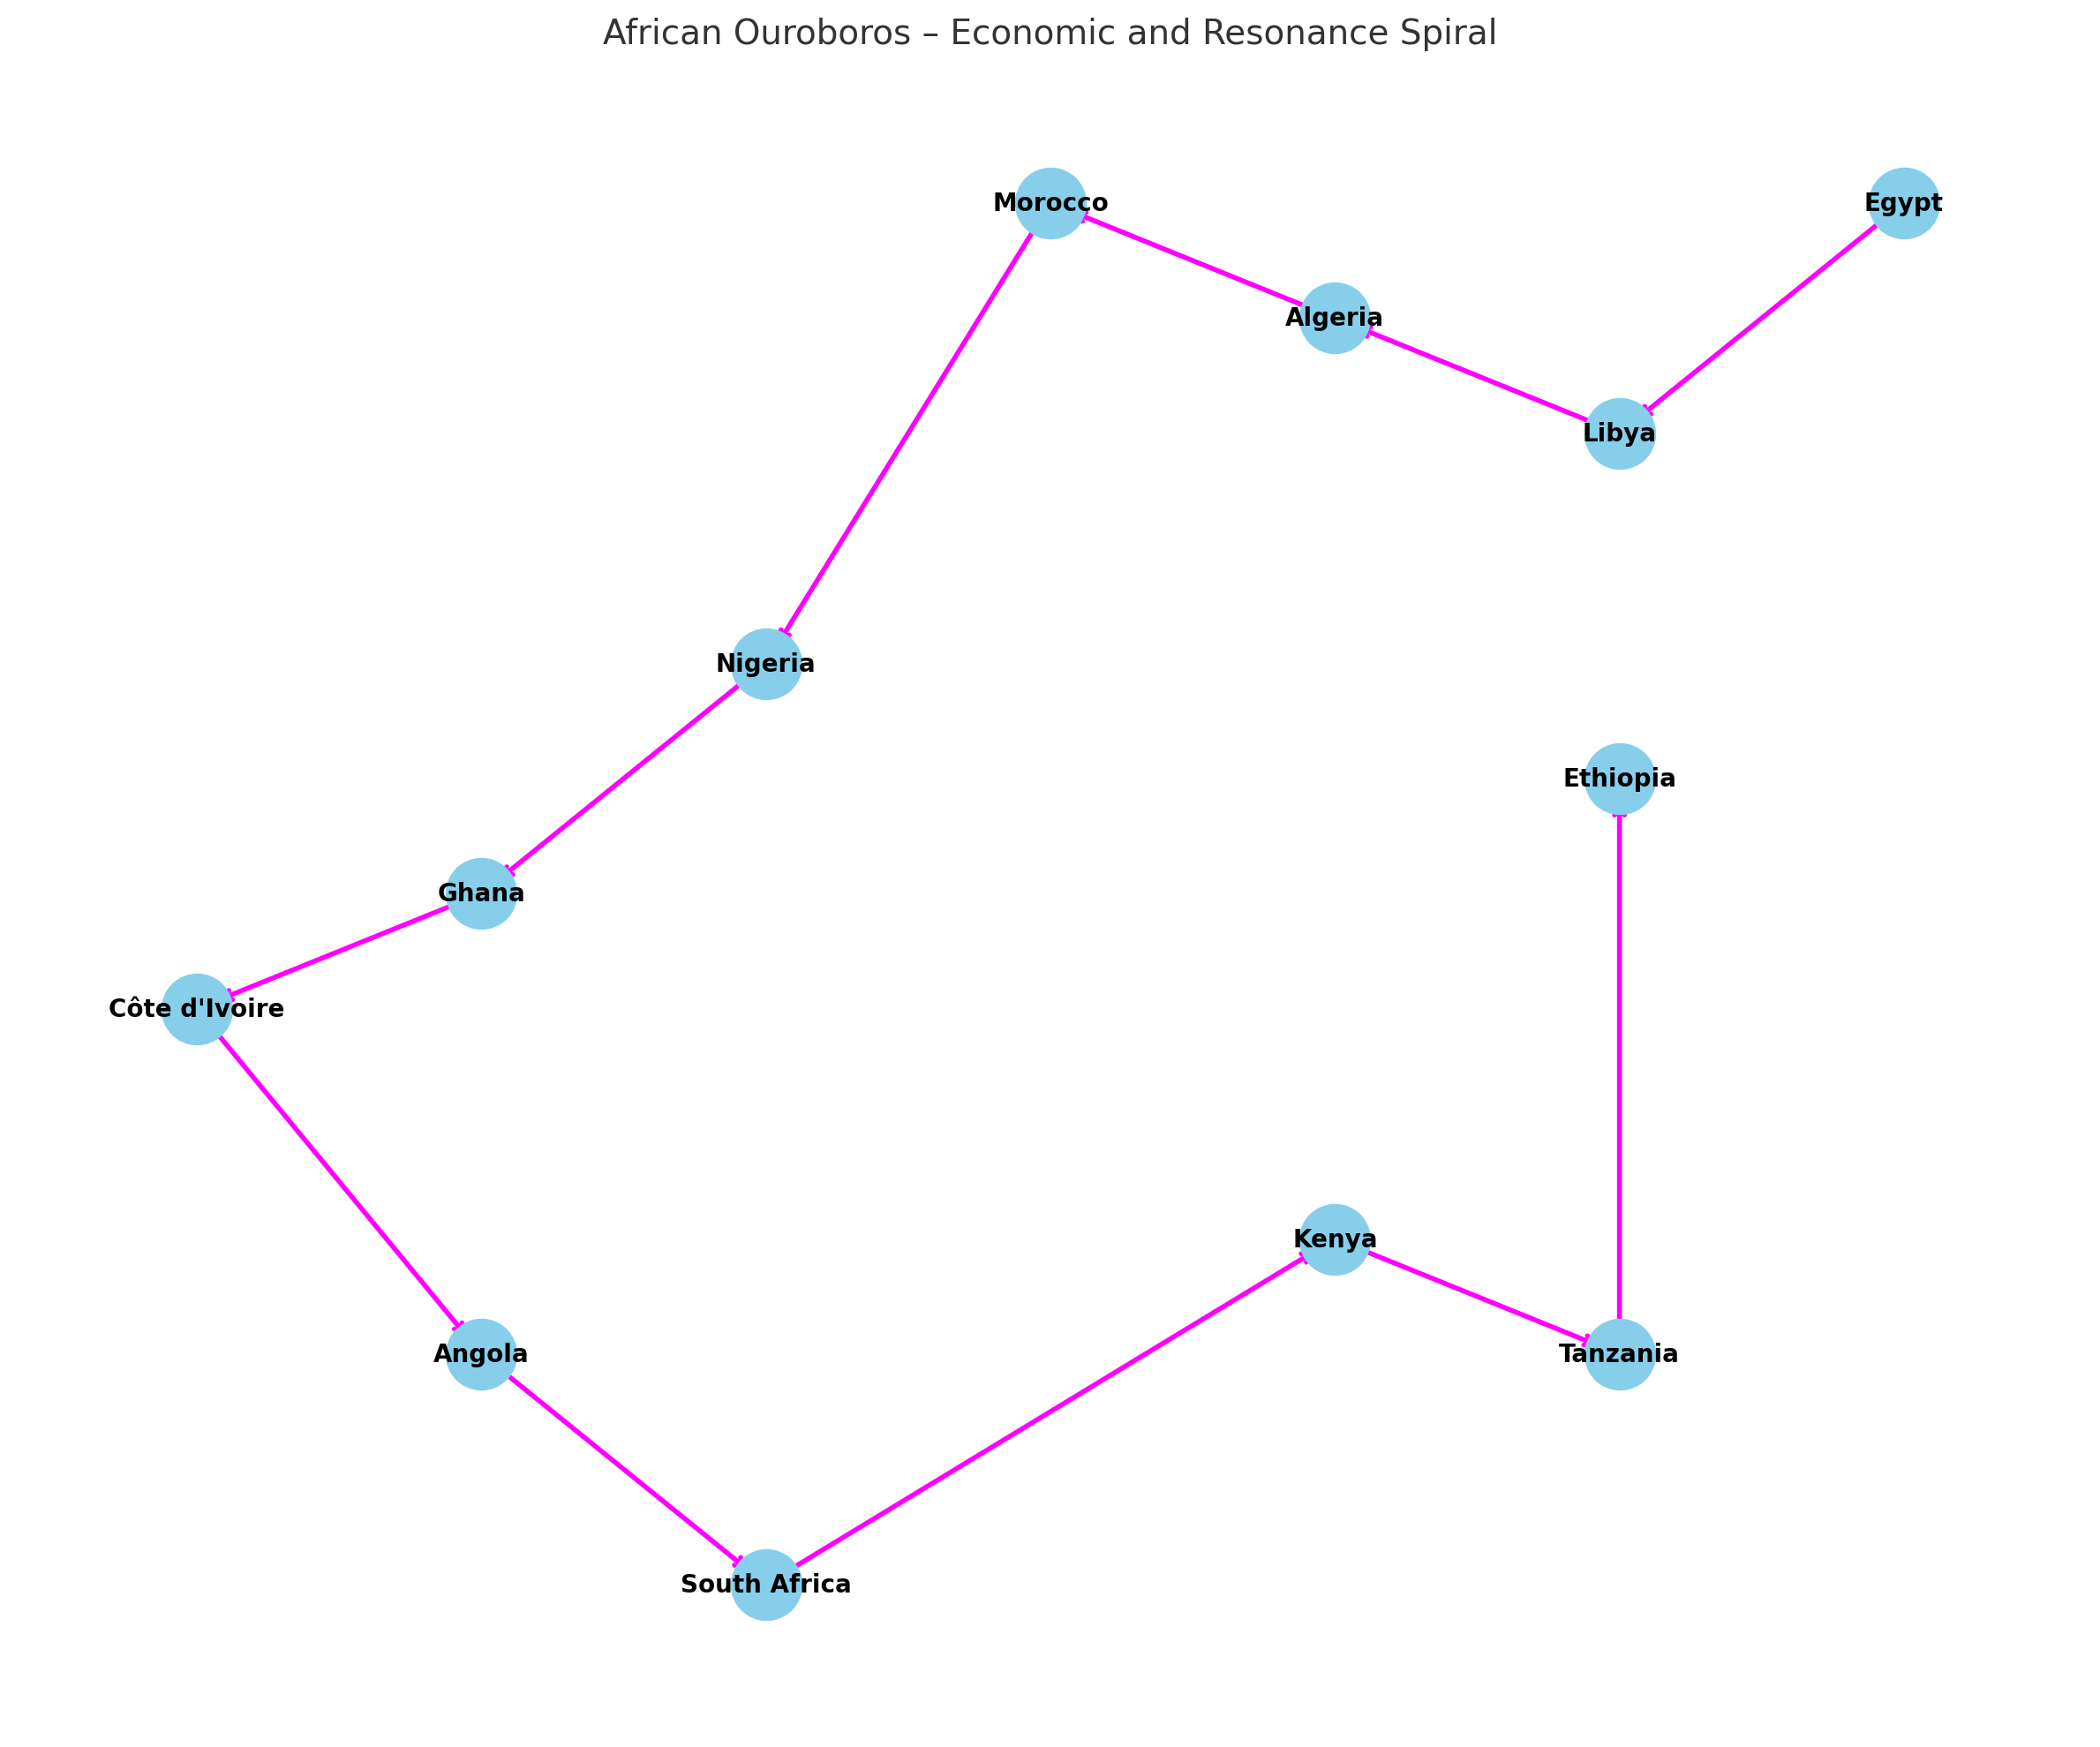 African Ouroboros – Economic and Resonance Spiral
Morocco
Egypt
Algeria
Libya
Nigeria
Ethiopia
Ghana
Côte d'Ivoire
Kenya
Angola
Tanzania
South Africa